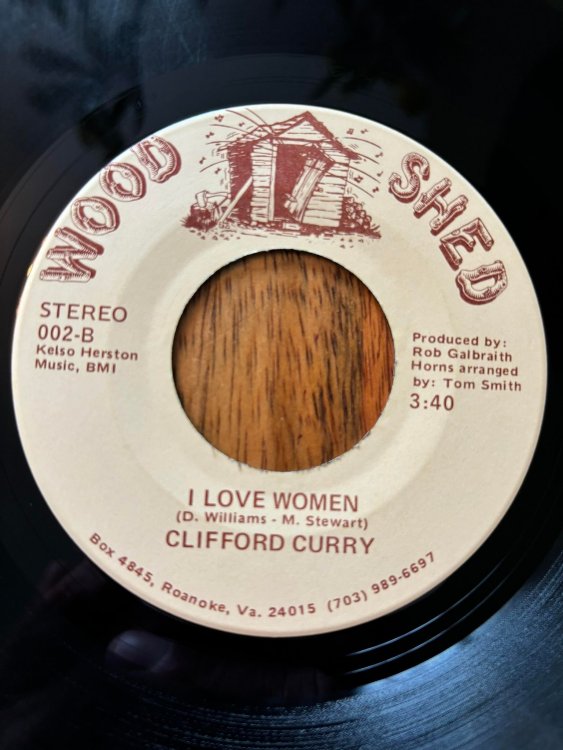 WOOD SHED
STEREO
002-B
Kelso Herston
Music, BMI
Produced by:
Rob Galbraith
Horns arranged
by: Tom Smith
3:40
I LOVE WOMEN
(D. Williams - M. Stewart)
CLIFFORD CURRY
Box 4845, Roanoke, Va. 24015 (703) 989-6697